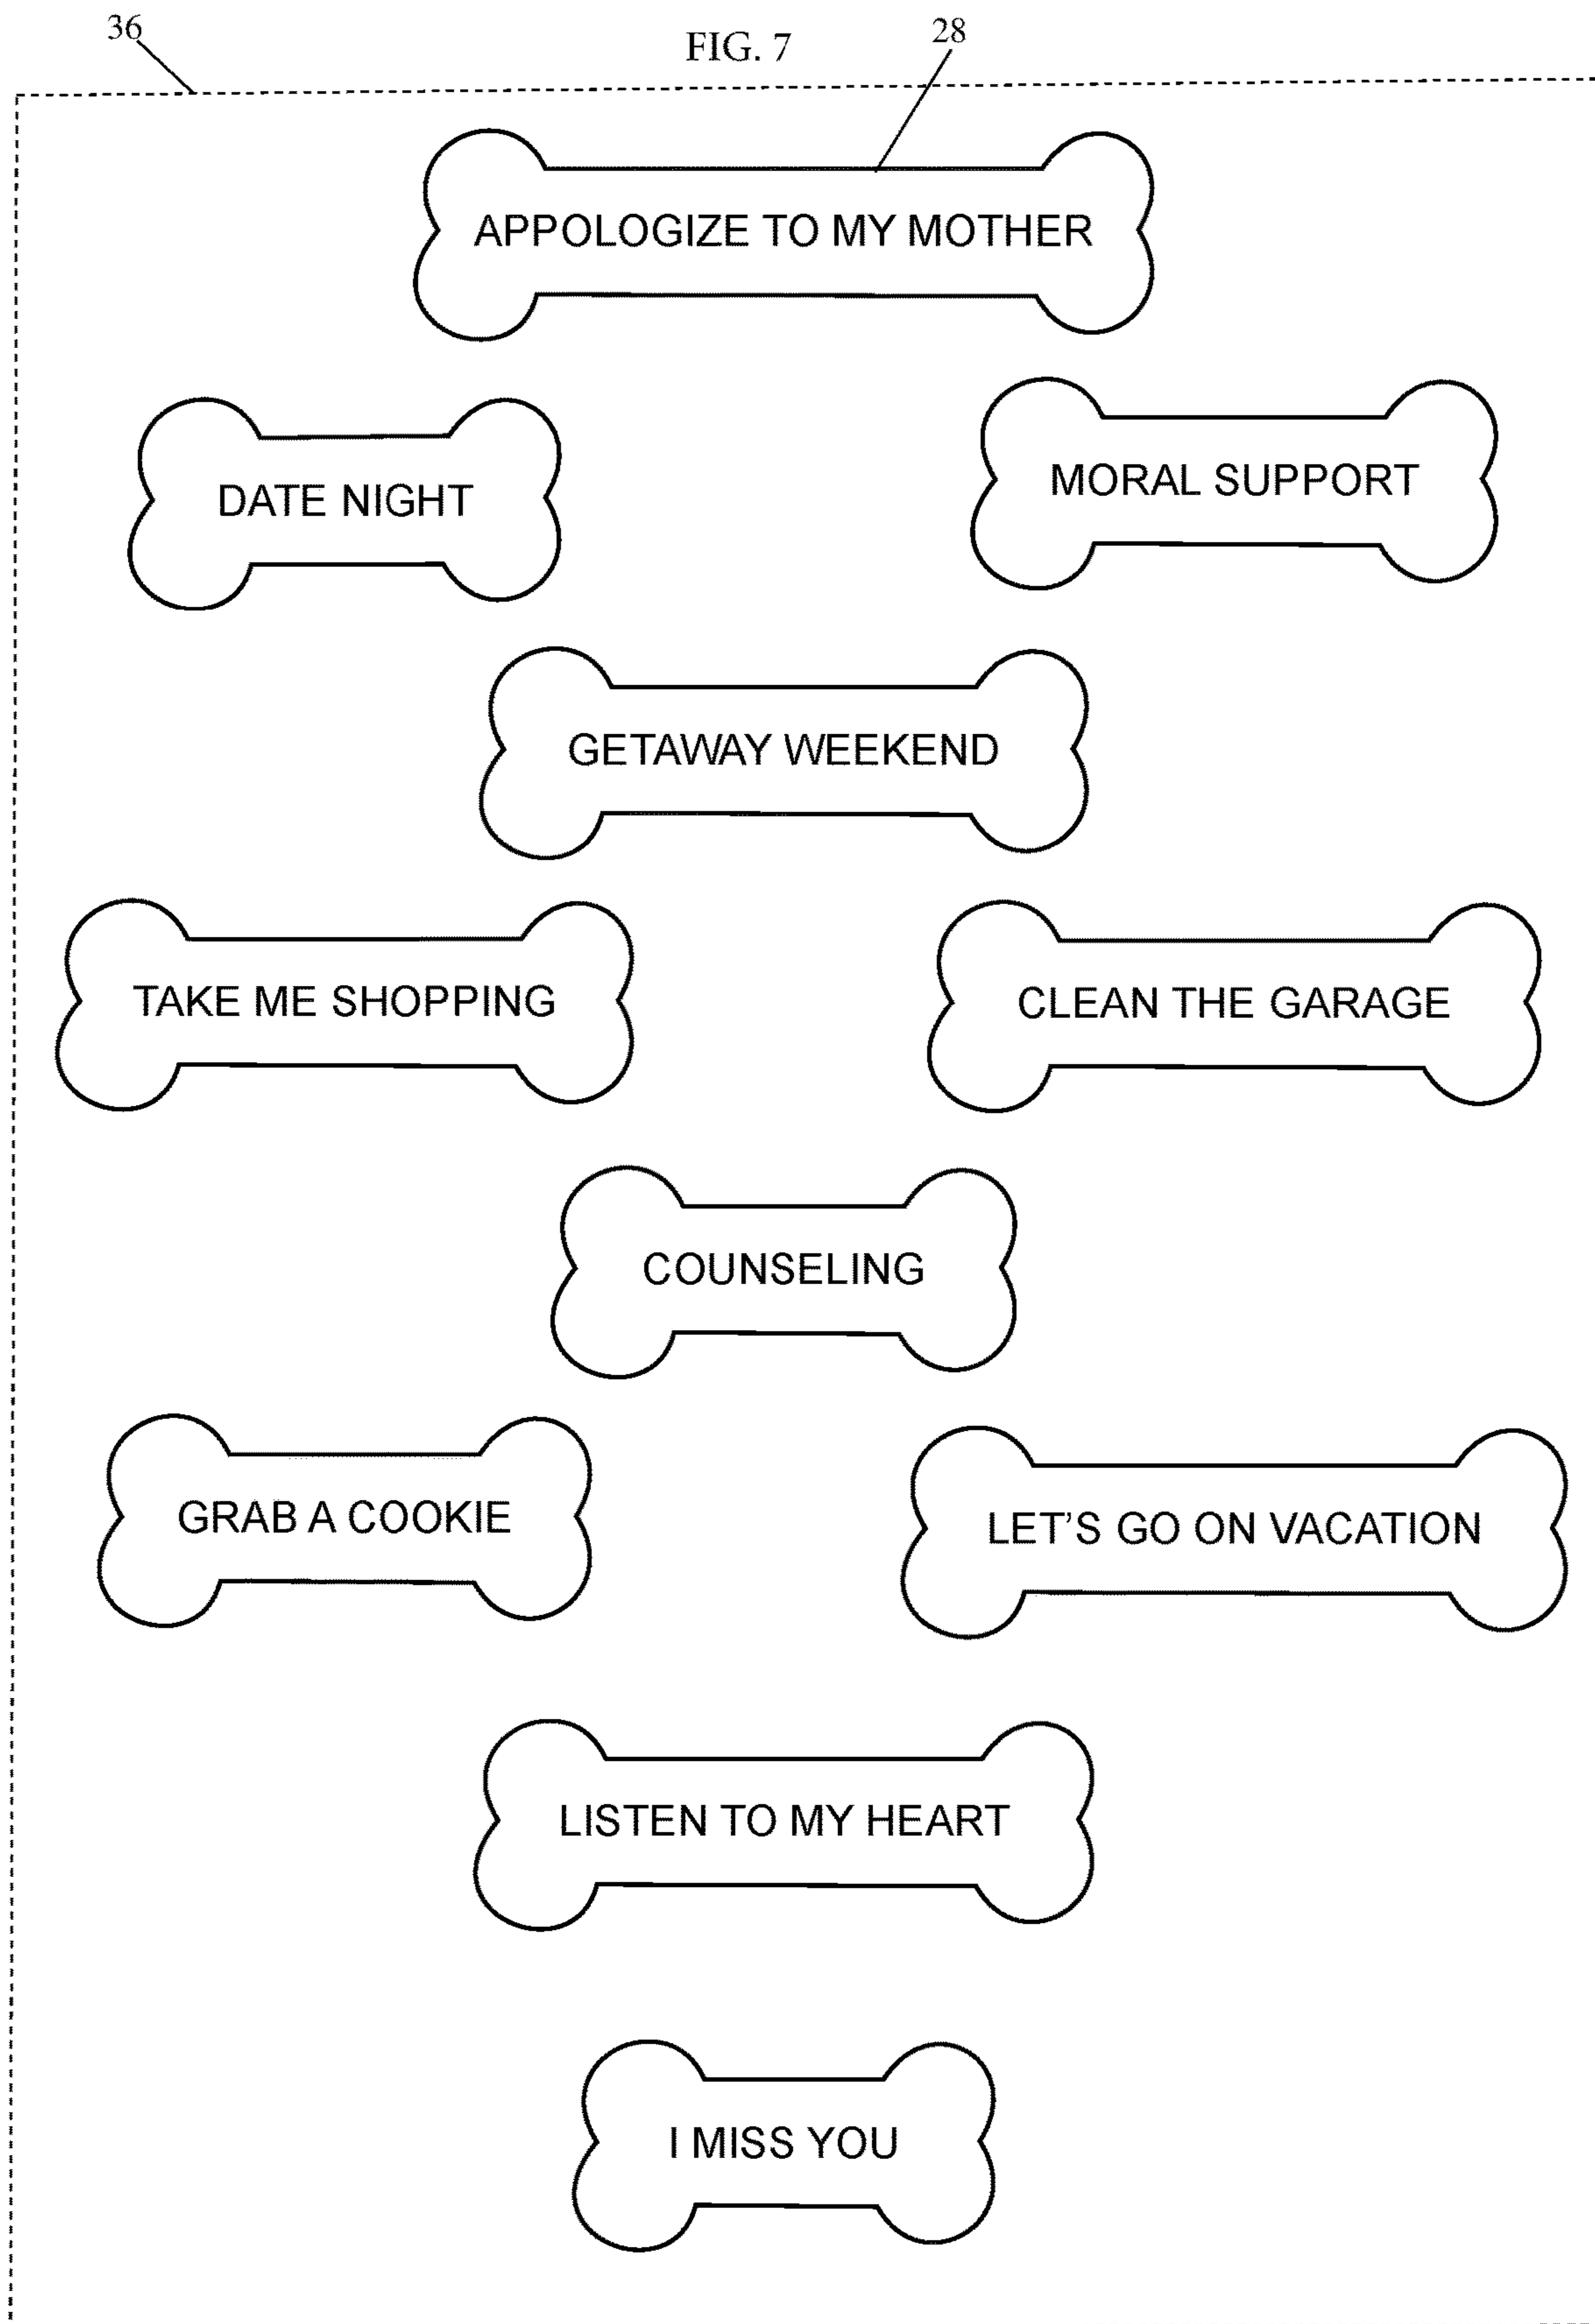 36
FIG. 7
28
APPOLOGIZE TO MY MOTHER
DATE NIGHT
MORAL SUPPORT
GETAWAY WEEKEND
TAKE ME SHOPPING
CLEAN THE GARAGE
COUNSELING
GRAB A COOKIE
LET'S GO ON VACATION
LISTEN TO MY HEART
I MISS YOU